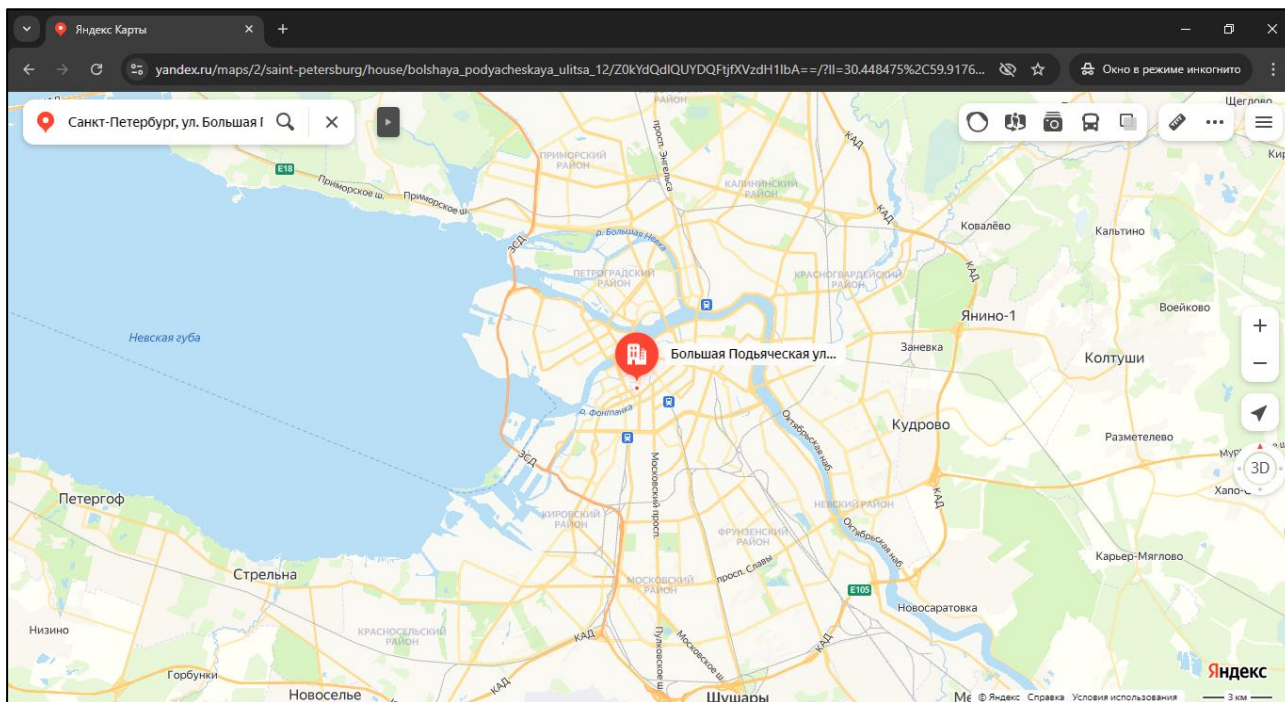 Яндекс Карты
yandex.ru/maps/2/saint-petersburg/house/bolshaya_podyacheskaya_ulitsa_12/Z0kYdQdlQUYDQFtjfXVzdH1IbA==/?ll=30.448475%2C59.9176...
Окно в режиме инкогнито
Санкт-Петербург, ул. Большая Г
РАЙОН
Щеглово
просп. Энгельса
КАД
ПРИМОРСКИЙ
РАЙОН
E18
Приморское ш.
Приморское ш.
КАЛИНИНСКИЙ
РАЙОН
КАД
Ковалёво
Кальтино
р. Большая Невка
ЗСД
ПЕТРОГРАДСКИЙ
РАЙОН
КРАСНОГВАРДЕЙСКИЙ
РАЙОН
КАД
Воейково
Янино-1
Невская губа
Заневка
Колтуши
Большая Подьяческая ул...
р. Фонтанка
Октябрьская наб.
Кудрово
Разметелово
ЗСД
Московский просп.
3D
Петергоф
КИРОВСКИЙ
РАЙОН
НЕВСКИЙ РАЙОН
КАД
ФРУНЗЕНСКИЙ
РАЙОН
Октябрьская наб.
просп. Славы
Карьер-Мяглово
Стрельна
МОСКОВСКИЙ
РАЙОН
E105
Новосаратовка
Низино
КРАСНОСЕЛЬСКИЙ
РАЙОН
КАД
Пулковское ш.
Московское ш.
КАД
Горбунки
КАД
Яндекс
Новоселье
Шушары
© Яндекс Справка Условия использования
3 км